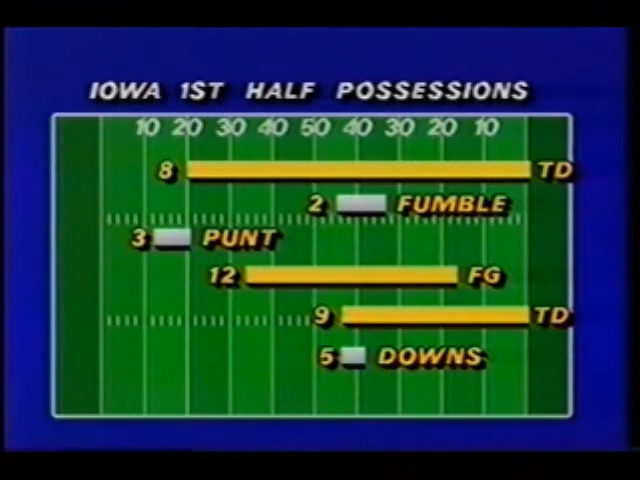 IOWA 1ST HALF POSSESSIONS
10 20 30 40 50 40 30 20 10
8 TD
2 FUMBLE
3 PUNT
12 FG
9 TD
5 DOWNS